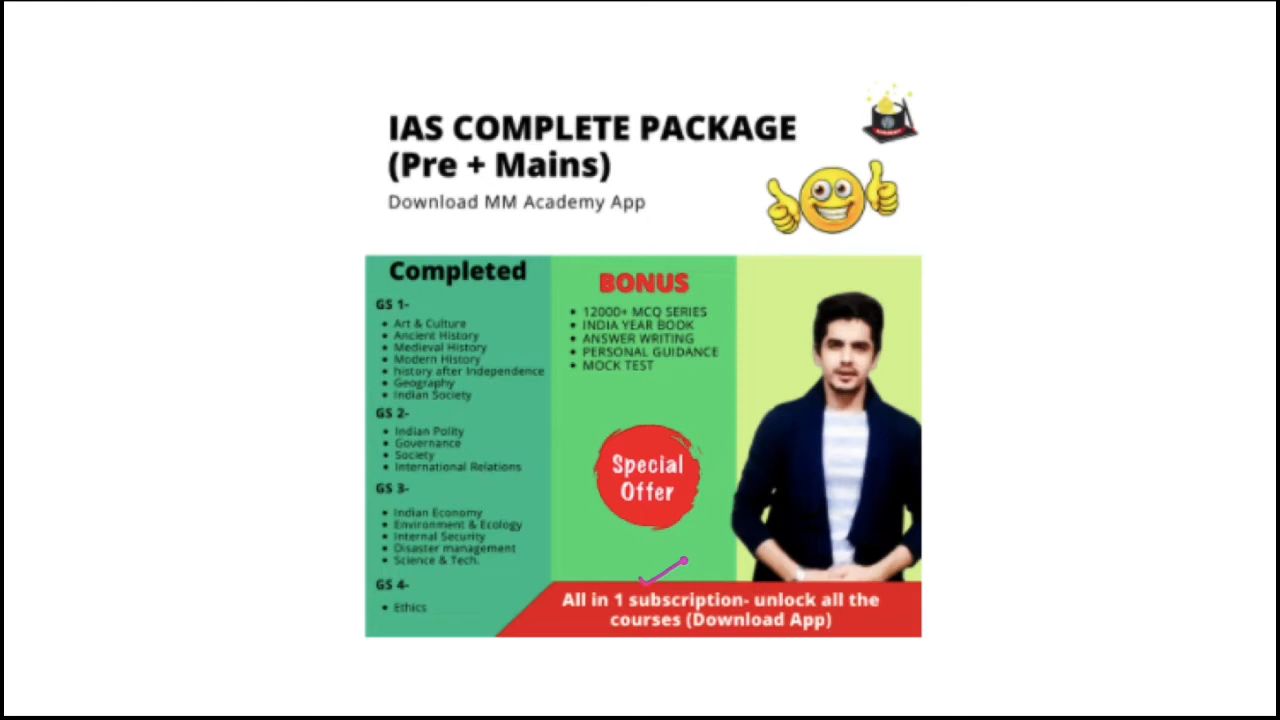 IAS COMPLETE PACKAGE
(Pre + Mains)
Download MM Academy App
Completed
GS 1-
• Art & Culture
• Ancient History
• Medieval History
• Modern History
• history after Independence
• Geography
• Indian Society
GS 2-
• Indian Polity
• Governance
• Society
• International Relations
GS 3-
• Indian Economy
• Environment & Ecology
• Internal Security
• Disaster management
• Science & Tech.
GS 4-
• Ethics
BONUS
• 12000+ MCQ SERIES
• INDIA YEAR BOOK
• ANSWER WRITING
• PERSONAL GUIDANCE
• MOCK TEST
Special
Offer
All in 1 subscription- unlock all the
courses (Download App)